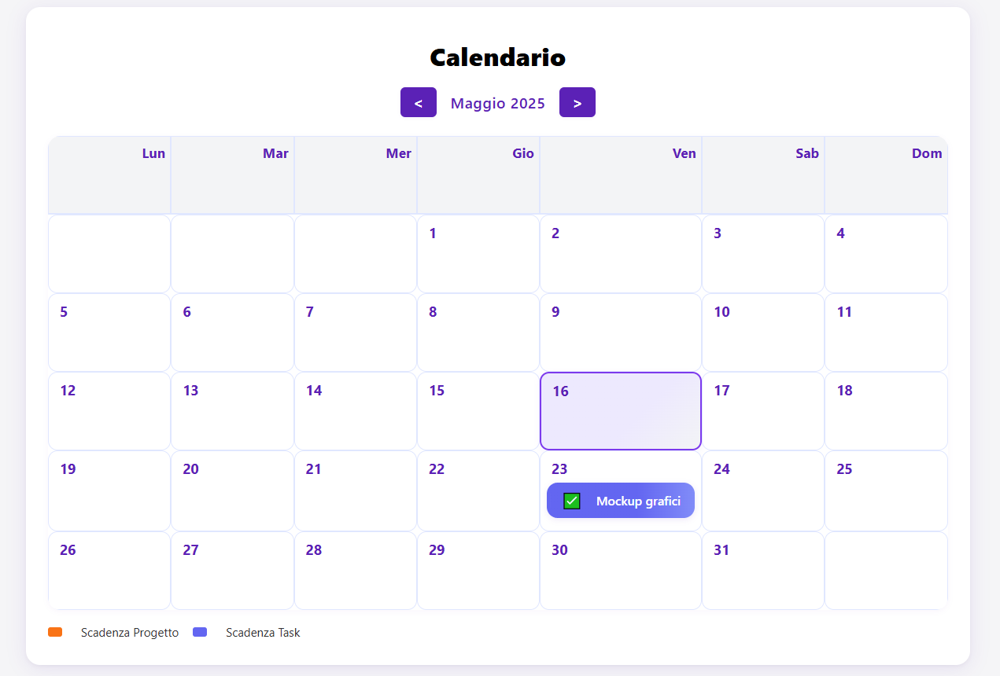 Calendario
< Maggio 2025 >
Lun Mar Mer Gio Ven Sab Dom
1 2 3 4
5 6 7 8 9 10 11
12 13 14 15 16 17 18
19 20 21 22 23 24 25
✅ Mockup grafici
26 27 28 29 30 31
Scadenza Progetto Scadenza Task